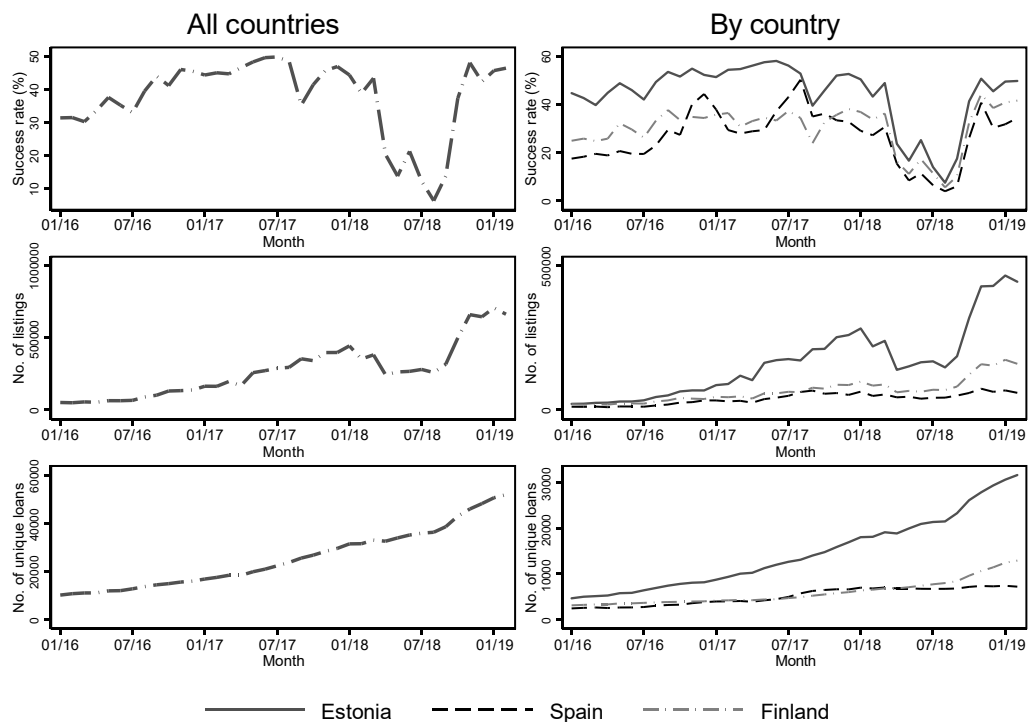 All countries
By country
Success rate (%)
50
40
30
20
10
01/16 07/16 01/17 07/17 01/18 07/18 01/19
Month
Success rate (%)
60
40
20
0
01/16 07/16 01/17 07/17 01/18 07/18 01/19
Month
No. of listings
1000000
500000
0
01/16 07/16 01/17 07/17 01/18 07/18 01/19
Month
No. of listings
500000
0
01/16 07/16 01/17 07/17 01/18 07/18 01/19
Month
No. of unique loans
60000
40000
20000
0
01/16 07/16 01/17 07/17 01/18 07/18 01/19
Month
No. of unique loans
30000
20000
10000
0
01/16 07/16 01/17 07/17 01/18 07/18 01/19
Month
Estonia Spain Finland